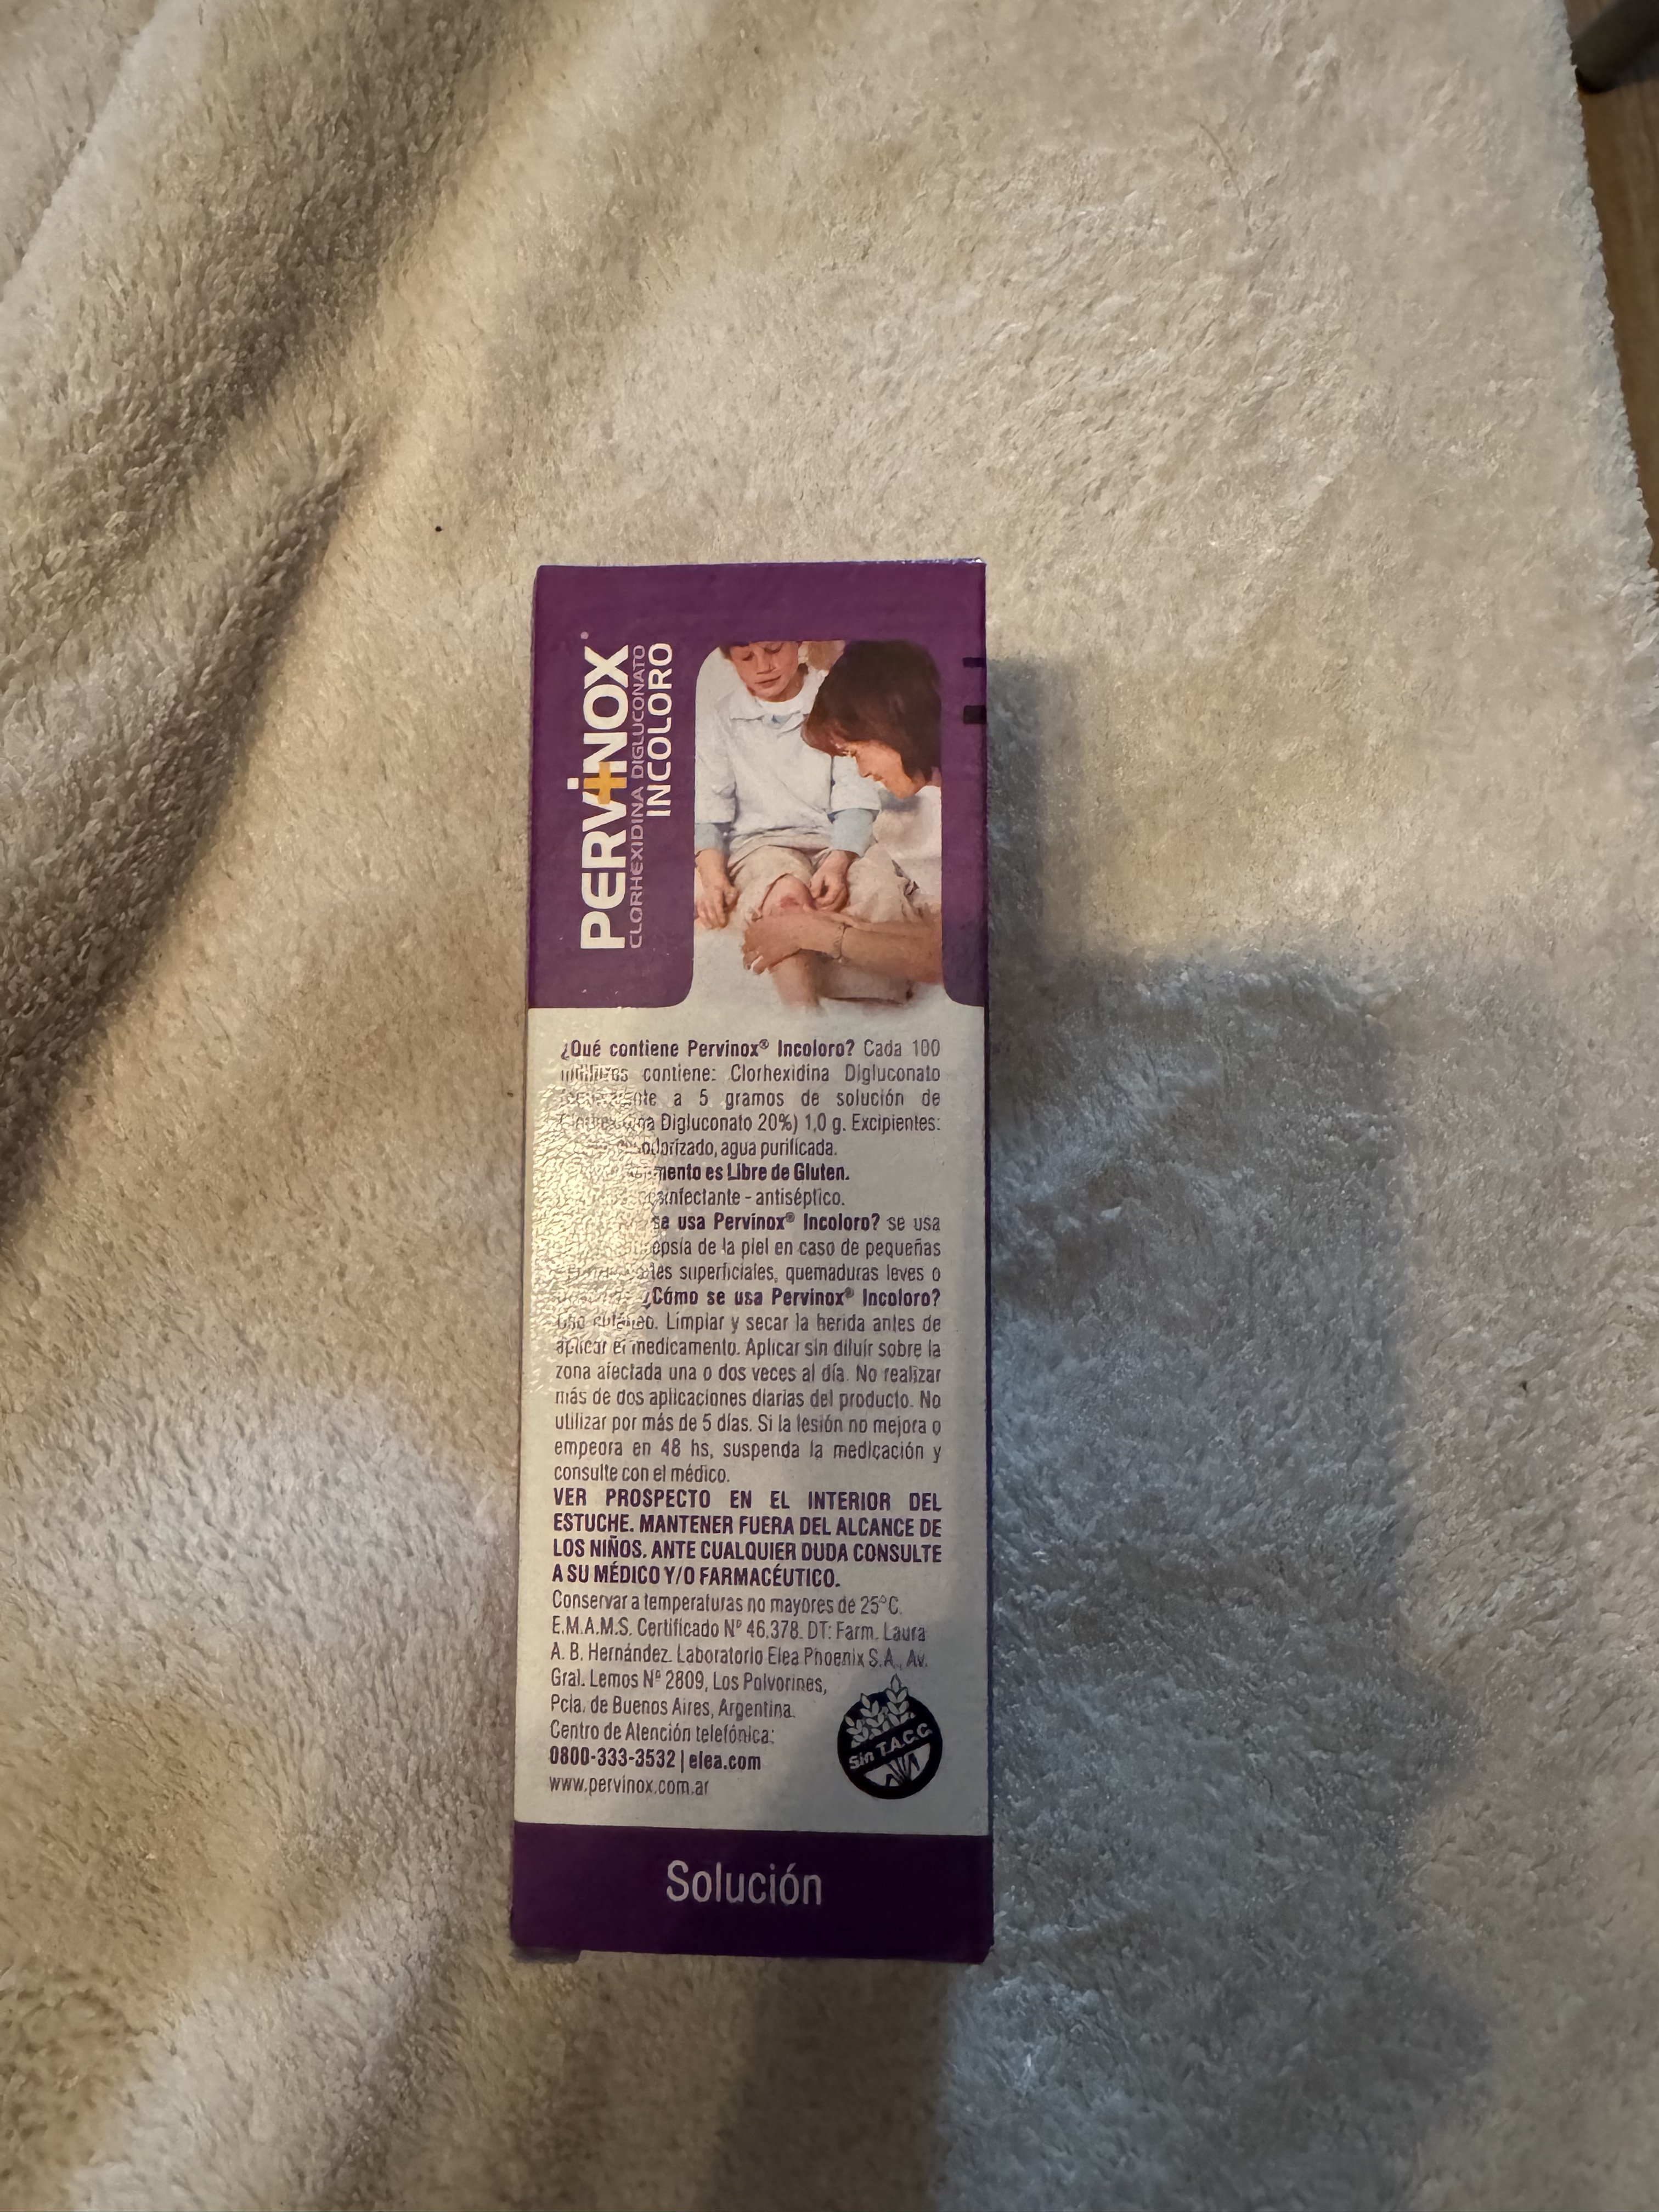 PERVINOX®
CLORHEXIDINA DIGLUCONATO
INCOLORO
¿Qué contiene Pervinox® Incoloro? Cada 100
contiene: Clorhexidina Digluconato
a 5 gramos de solución de
Digluconato 20%) 1,0 g. Excipientes:
agua purificada.
es Libre de Gluten.
- antiséptico.
se usa Pervinox® Incoloro? se usa
de la piel en caso de pequeñas
superficiales, quemaduras leves o
¿Cómo se usa Pervinox® Incoloro?
Limpiar y secar la herida antes de
aplicar el medicamento. Aplicar sin diluir sobre la
zona afectada una o dos veces al día. No realizar
más de dos aplicaciones diarias del producto. No
utilizar por más de 5 días. Si la lesión no mejora o
empeora en 48 hs, suspenda la medicación y
consulte con el médico.
VER PROSPECTO EN EL INTERIOR DEL
ESTUCHE. MANTENER FUERA DEL ALCANCE DE
LOS NIÑOS. ANTE CUALQUIER DUDA CONSULTE
A SU MÉDICO Y/O FARMACÉUTICO.
Conservar a temperaturas no mayores de 25°C.
E.M.A.M.S. Certificado Nº 46.378. DT: Farm. Laura
A. B. Hernández. Laboratorio Elea Phoenix S.A., Av.
Gral. Lemos Nº 2809, Los Polvorines,
Pcia. de Buenos Aires, Argentina.
Centro de Atención telefónica:
0800-333-3532 | elea.com
www.pervinox.com.ar
Sin T.A.C.C.
Solución